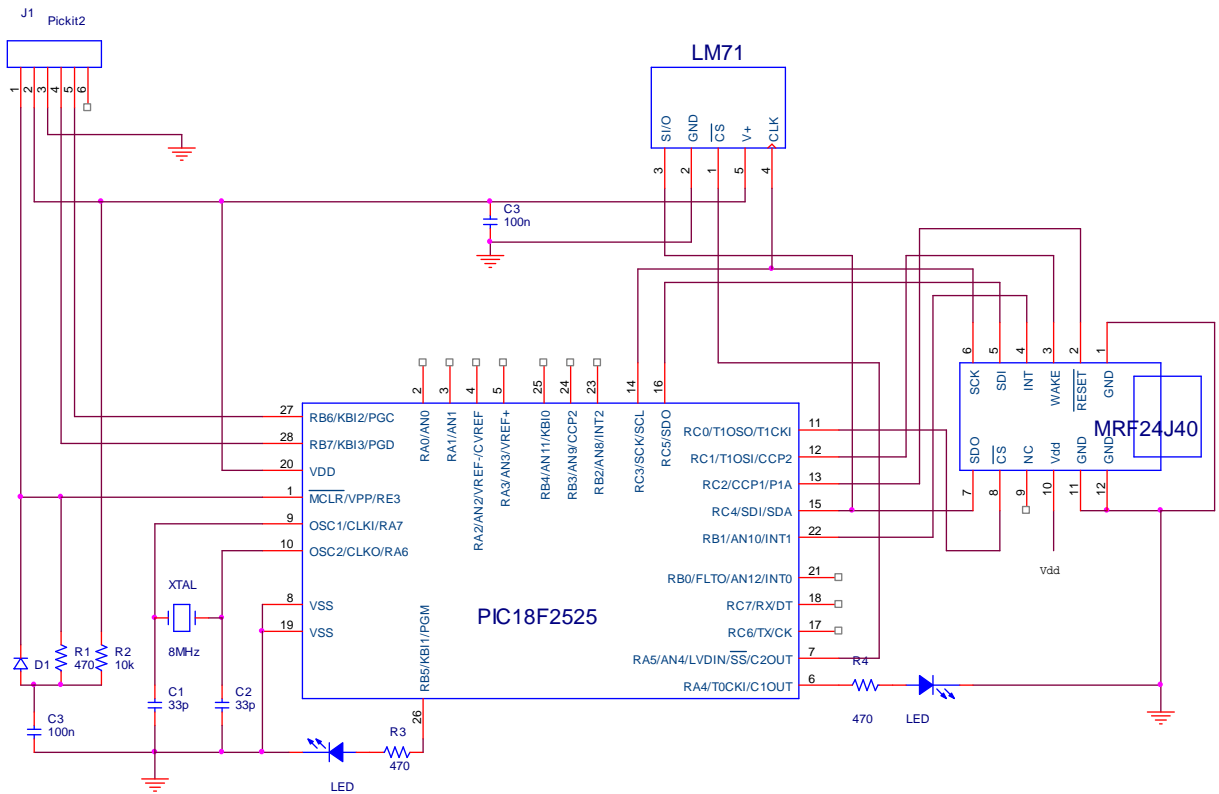 J1
Pickit2
1
2
3
4
5
6
LM71
SI/O
GND
CS
V+
CLK
3
2
1
5
4
C3
100n
6
5
4
3
2
1
SCK
SDI
INT
WAKE
RESET
GND
MRF24J40
SDO
CS
NC
Vdd
GND
GND
7
8
9
10
11
12
Vdd
2
3
4
5
25
24
23
14
16
RA0/AN0
RA1/AN1
RA2/AN2/VREF-/CVREF
RA3/AN3/VREF+
RB4/AN11/KBI0
RB3/AN9/CCP2
RB2/AN8/INT2
RC3/SCK/SCL
RC5/SDO
27
RB6/KBI2/PGC
28
RB7/KBI3/PGD
20
VDD
1
MCLR/VPP/RE3
9
OSC1/CLKI/RA7
10
OSC2/CLKO/RA6
8
VSS
19
VSS
RC0/T1OSO/T1CKI
11
RC1/T1OSI/CCP2
12
RC2/CCP1/P1A
13
RC4/SDI/SDA
15
RB1/AN10/INT1
22
RB0/FLTO/AN12/INT0
21
RC7/RX/DT
18
RC6/TX/CK
17
RA5/AN4/LVDIN/SS/C2OUT
7
RA4/T0CKI/C1OUT
6
PIC18F2525
RB5/KBI1/PGM
26
XTAL
8MHz
D1
R1
470
R2
10k
C1
33p
C2
33p
C3
100n
R3
470
LED
R4
470
LED